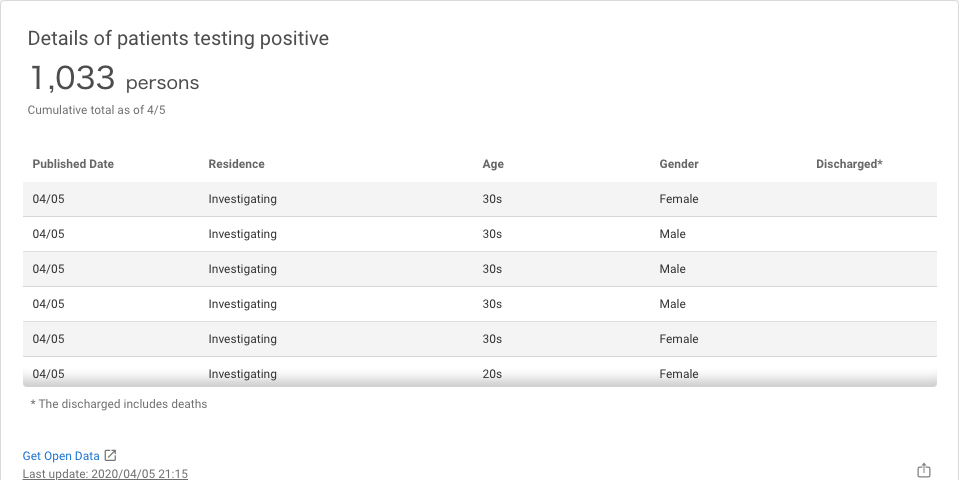 Details of patients testing positive
1,033 persons
Cumulative total as of 4/5
Published Date Residence Age Gender Discharged*
04/05 Investigating 30s Female
04/05 Investigating 30s Male
04/05 Investigating 30s Male
04/05 Investigating 30s Male
04/05 Investigating 30s Female
04/05 Investigating 20s Female
* The discharged includes deaths
Get Open Data
Last update: 2020/04/05 21:15